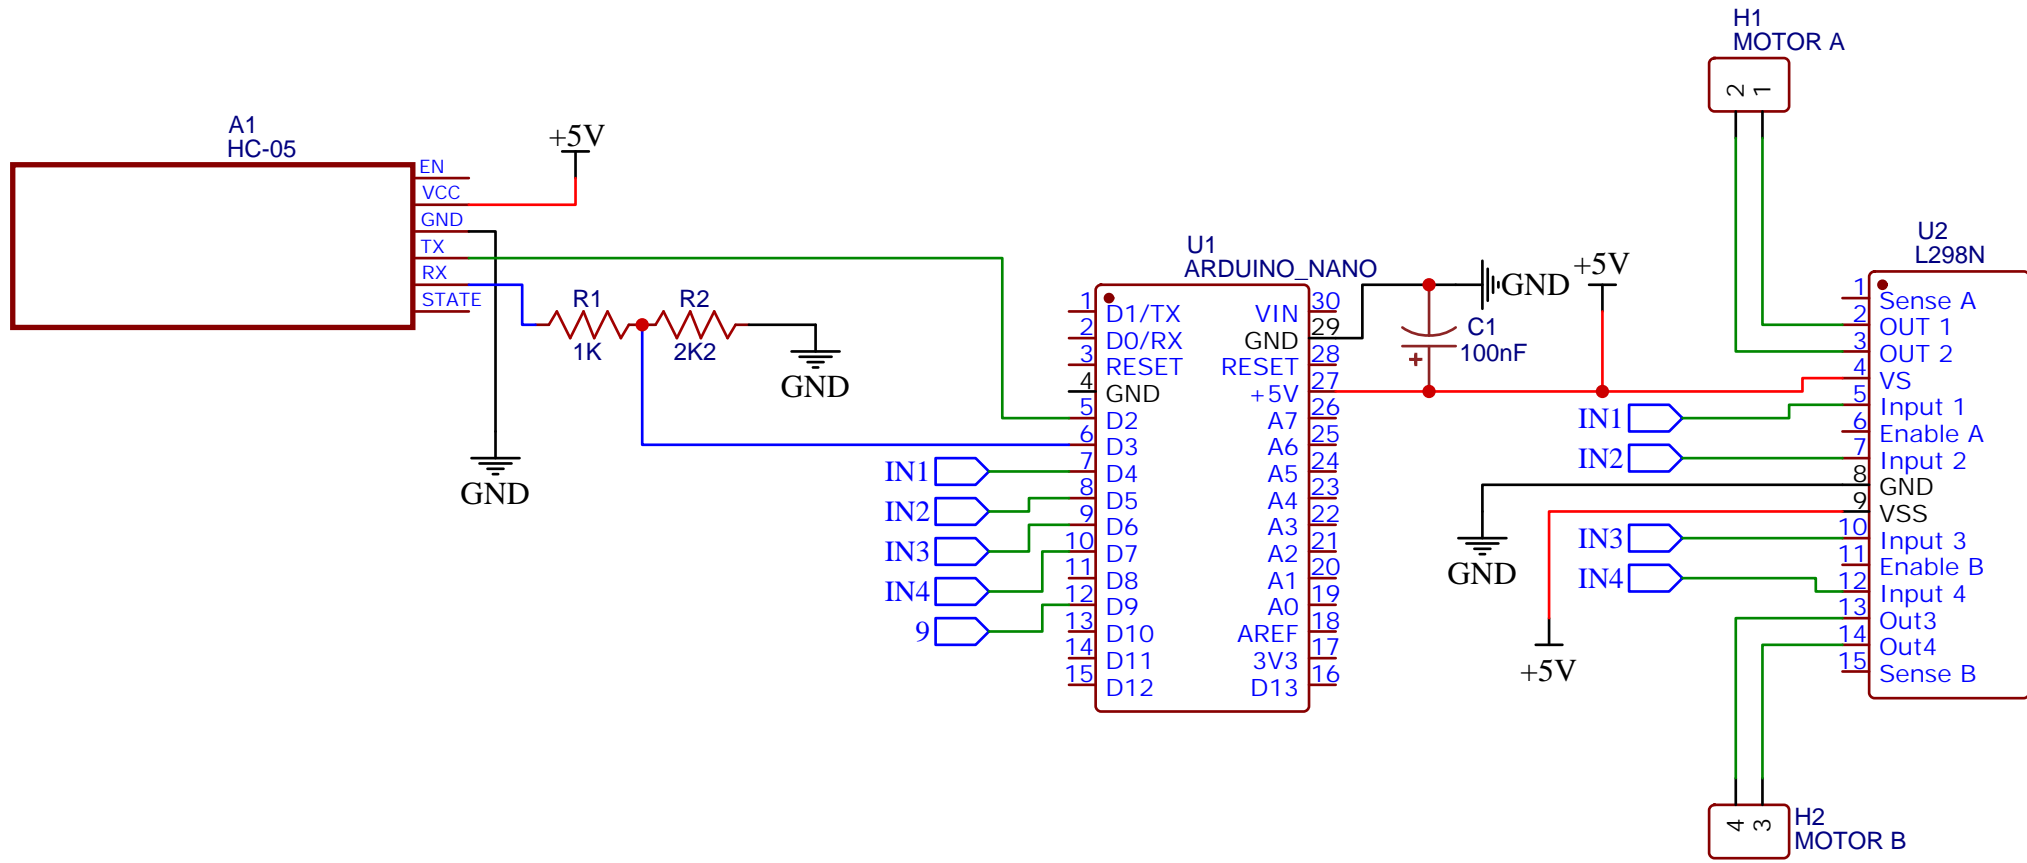 A1
HC-05
EN
VCC
GND
TX
RX
STATE
+5V
GND
R1
1K
R2
2K2
GND
IN1
IN2
IN3
IN4
9
U1
ARDUINO_NANO
1 D1/TX
2 D0/RX
3 RESET
4 GND
5 D2
6 D3
7 D4
8 D5
9 D6
10 D7
11 D8
12 D9
13 D10
14 D11
15 D12
VIN 30
GND 29
RESET 28
+5V 27
A7 26
A6 25
A5 24
A4 23
A3 22
A2 21
A1 20
A0 19
AREF 18
3V3 17
D13 16
GND
C1
100nF
+
+5V
IN1
IN2
GND
IN3
IN4
+5V
H1
MOTOR A
2 1
U2
L298N
1 Sense A
2 OUT 1
3 OUT 2
4 VS
5 Input 1
6 Enable A
7 Input 2
8 GND
9 VSS
10 Input 3
11 Enable B
12 Input 4
13 Out3
14 Out4
15 Sense B
4 3
H2
MOTOR B